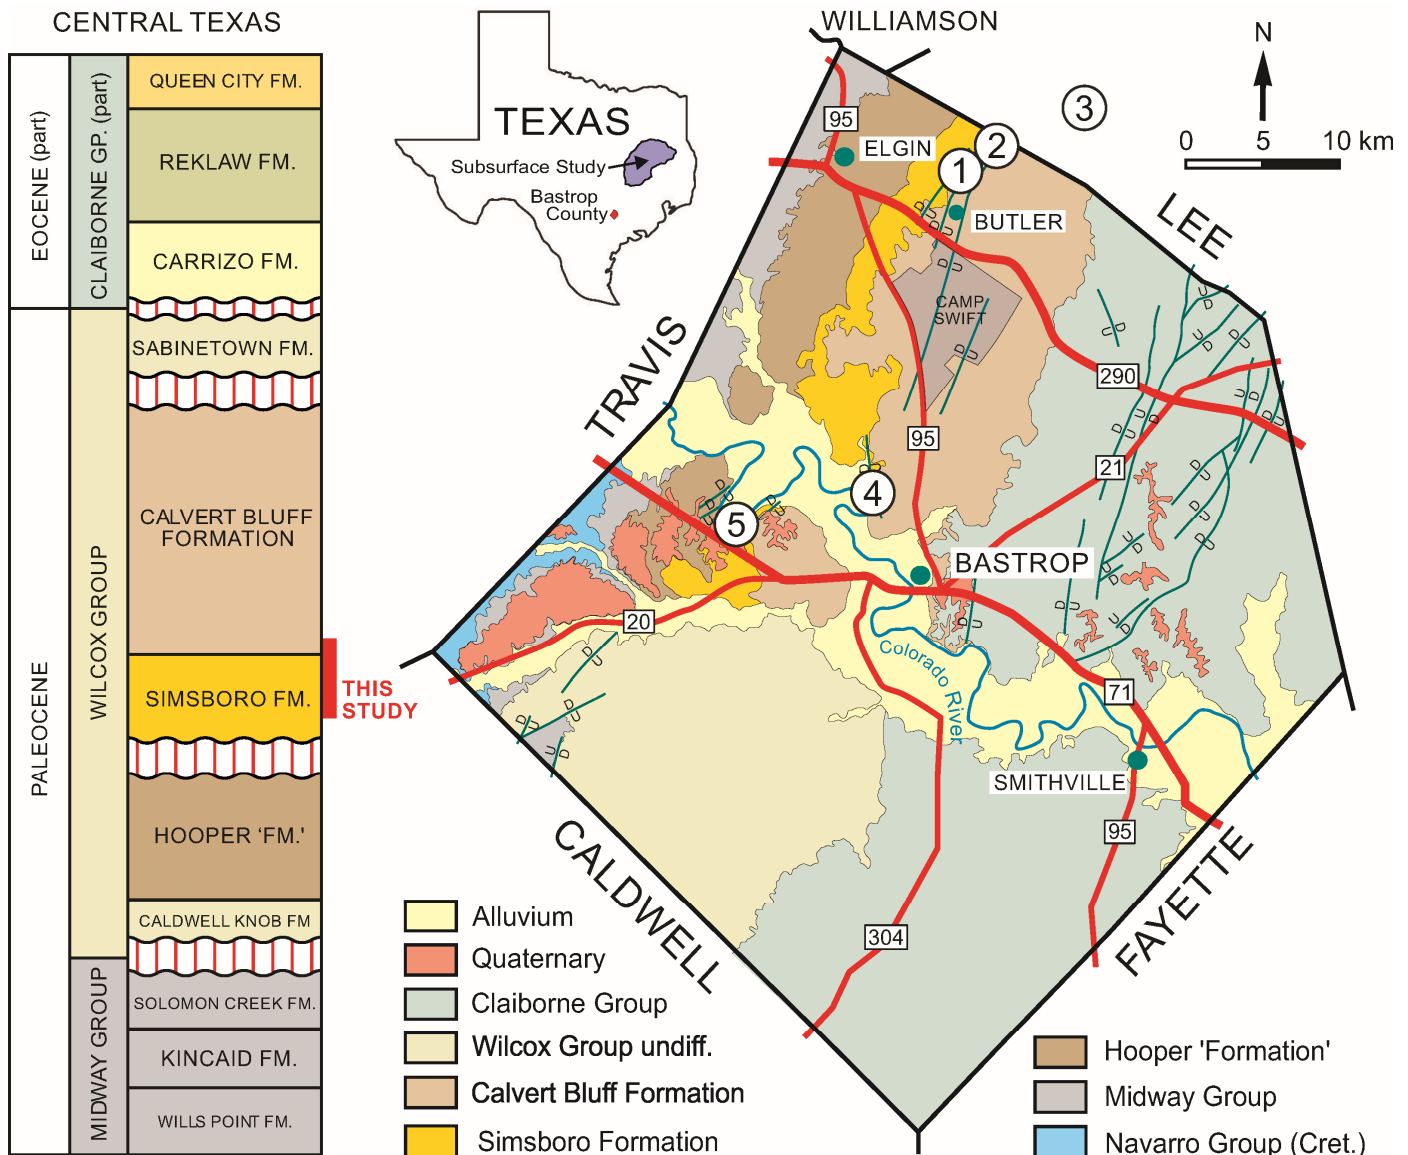 CENTRAL TEXAS
EOCENE (part)
CLAIBORNE GP. (part)
QUEEN CITY FM.
REKLAW FM.
CARRIZO FM.
PALEOCENE
WILCOX GROUP
SABINETOWN FM.
CALVERT BLUFF
FORMATION
SIMSBORO FM.
THIS
STUDY
HOOPER 'FM.'
CALDWELL KNOB FM
MIDWAY GROUP
SOLOMON CREEK FM.
KINCAID FM.
WILLS POINT FM.
TEXAS
Subsurface Study
Bastrop
County
WILLIAMSON
N
0 5 10 km
3
95
ELGIN
2
1
BUTLER
LEE
D
U
D
U
D
U
CAMP
SWIFT
D
U
TRAVIS
U
D
U
D
U
D
D
U
290
U
D
D
U
D
U
D
U
95
21
D
U
D
U
D
4
5
D
U
D
U
D
U
D
U
D
U
BASTROP
20
D
U
D
U
D
U
Colorado River
71
D
U
D
U
U
D
SMITHVILLE
95
CALDWELL
FAYETTE
304
Alluvium
Quaternary
Claiborne Group
Wilcox Group undiff.
Calvert Bluff Formation
Simsboro Formation
Hooper 'Formation'
Midway Group
Navarro Group (Cret.)